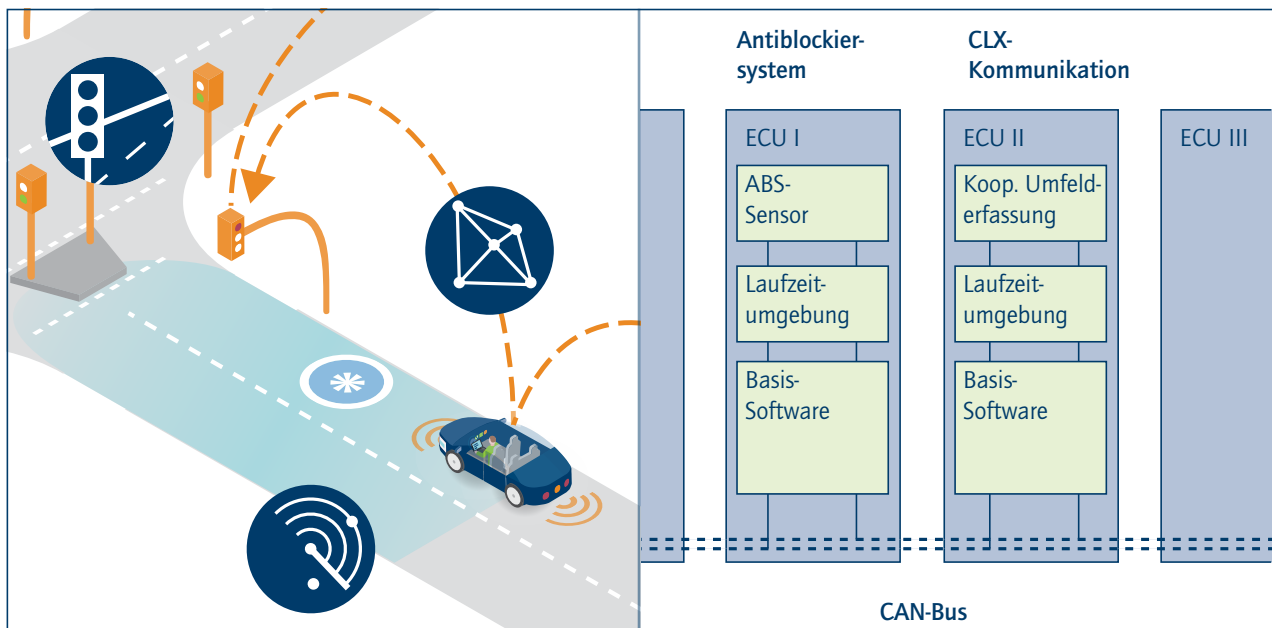 Antiblockier-
system
CLX-
Kommunikation
ECU I
ABS-
Sensor
Laufzeit-
umgebung
Basis-
Software
ECU II
Koop. Umfeld-
erfassung
Laufzeit-
umgebung
Basis-
Software
ECU III
CAN-Bus